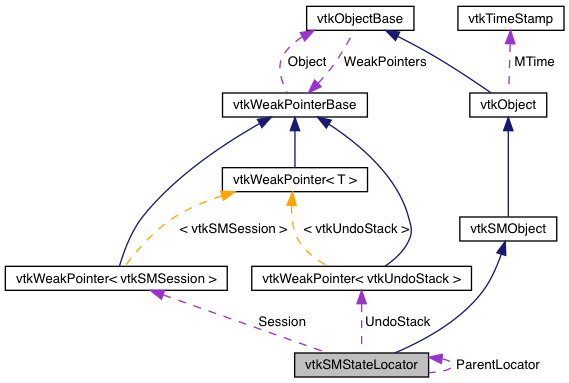 vtkObjectBase
vtkTimeStamp
Object
WeakPointers
MTime
vtkWeakPointerBase
vtkObject
vtkWeakPointer< T >
< vtkSMSession >
< vtkUndoStack >
vtkSMObject
vtkWeakPointer< vtkSMSession >
vtkWeakPointer< vtkUndoStack >
Session
UndoStack
vtkSMStateLocator
ParentLocator